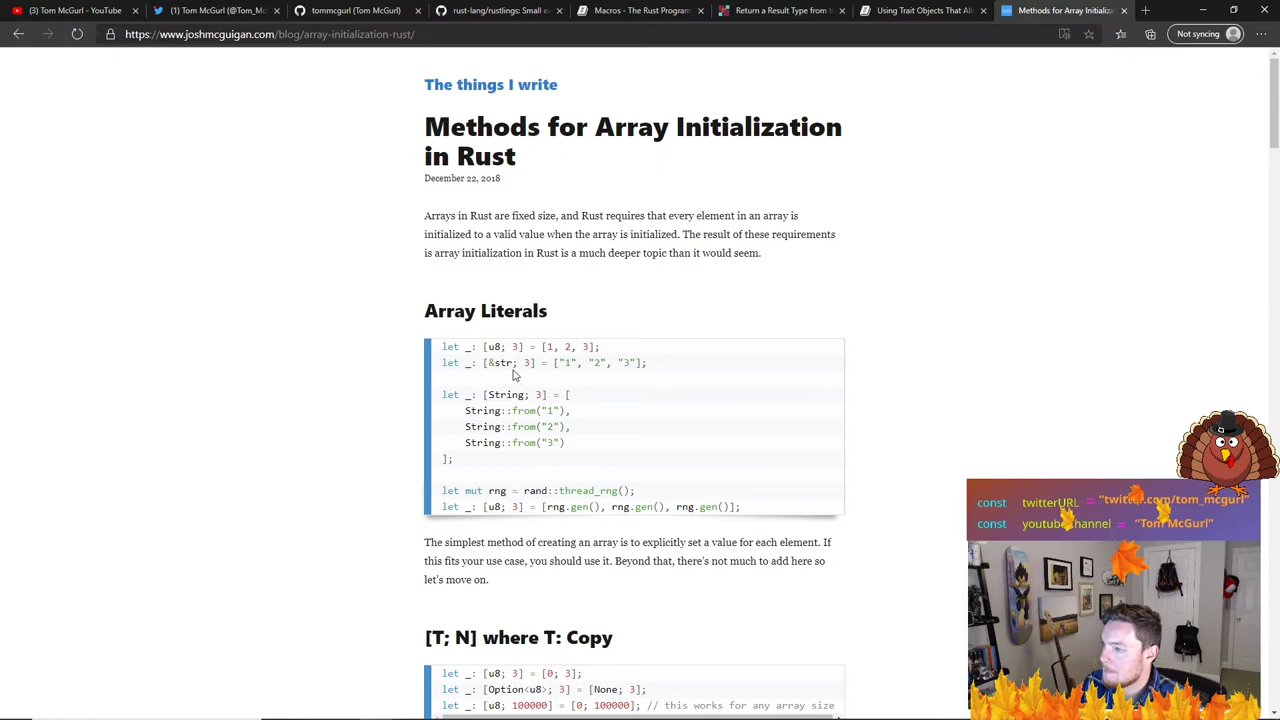 (3) Tom McGurl - YouTube
(1) Tom McGurl (@Tom_Mc
tommcgurl (Tom McGurl)
rust-lang/rustlings: Small e
Macros - The Rust Program
Return a Result Type from t
Using Trait Objects That All
Methods for Array Initializa
https://www.joshmcguigan.com/blog/array-initialization-rust/
Not syncing
The things I write
Methods for Array Initialization
in Rust
December 22, 2018
Arrays in Rust are fixed size, and Rust requires that every element in an array is
initialized to a valid value when the array is initialized. The result of these requirements
is array initialization in Rust is a much deeper topic than it would seem.
Array Literals
let _: [u8; 3] = [1, 2, 3];
let _: [&str; 3] = ["1", "2", "3"];
let _: [String; 3] = [
String::from("1"),
String::from("2"),
String::from("3")
];
let mut rng = rand::thread_rng();
let _: [u8; 3] = [rng.gen(), rng.gen(), rng.gen()];
The simplest method of creating an array is to explicitly set a value for each element. If
this fits your use case, you should use it. Beyond that, there's not much to add here so
let's move on.
[T; N] where T: Copy
let _: [u8; 3] = [0; 3];
let _: [Option<u8>; 3] = [None; 3];
let _: [u8; 100000] = [0; 100000]; // this works for any array size
const twitterURL = "twitter.com/tom_mcgurl"
const youtubeChannel = "Tom McGurl"